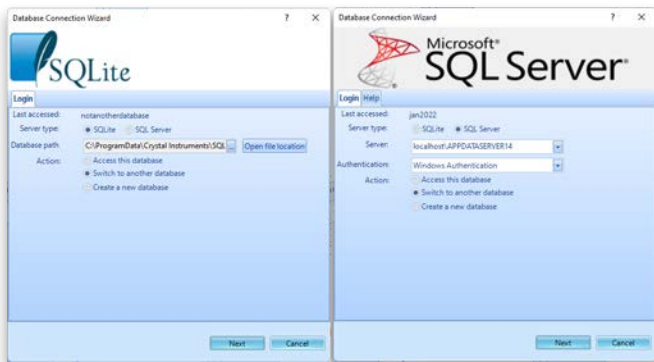 Database Connection Wizard
SQLite
Login
Last accessed: notanotherdatabase
Server type: SQLite SQL Server
Database path C:\ProgramData\Crystal Instruments\SQL ... Open file location
Action: Access this database
Switch to another database
Create a new database
Next Cancel
Database Connection Wizard
Microsoft®
SQL Server®
Login Help
Last accessed: jan2022
Server type: SQLite SQL Server
Server: localhost\APPDATASERVER14
Authentication: Windows Authentication
Action: Access this database
Switch to another database
Create a new database
Next Cancel